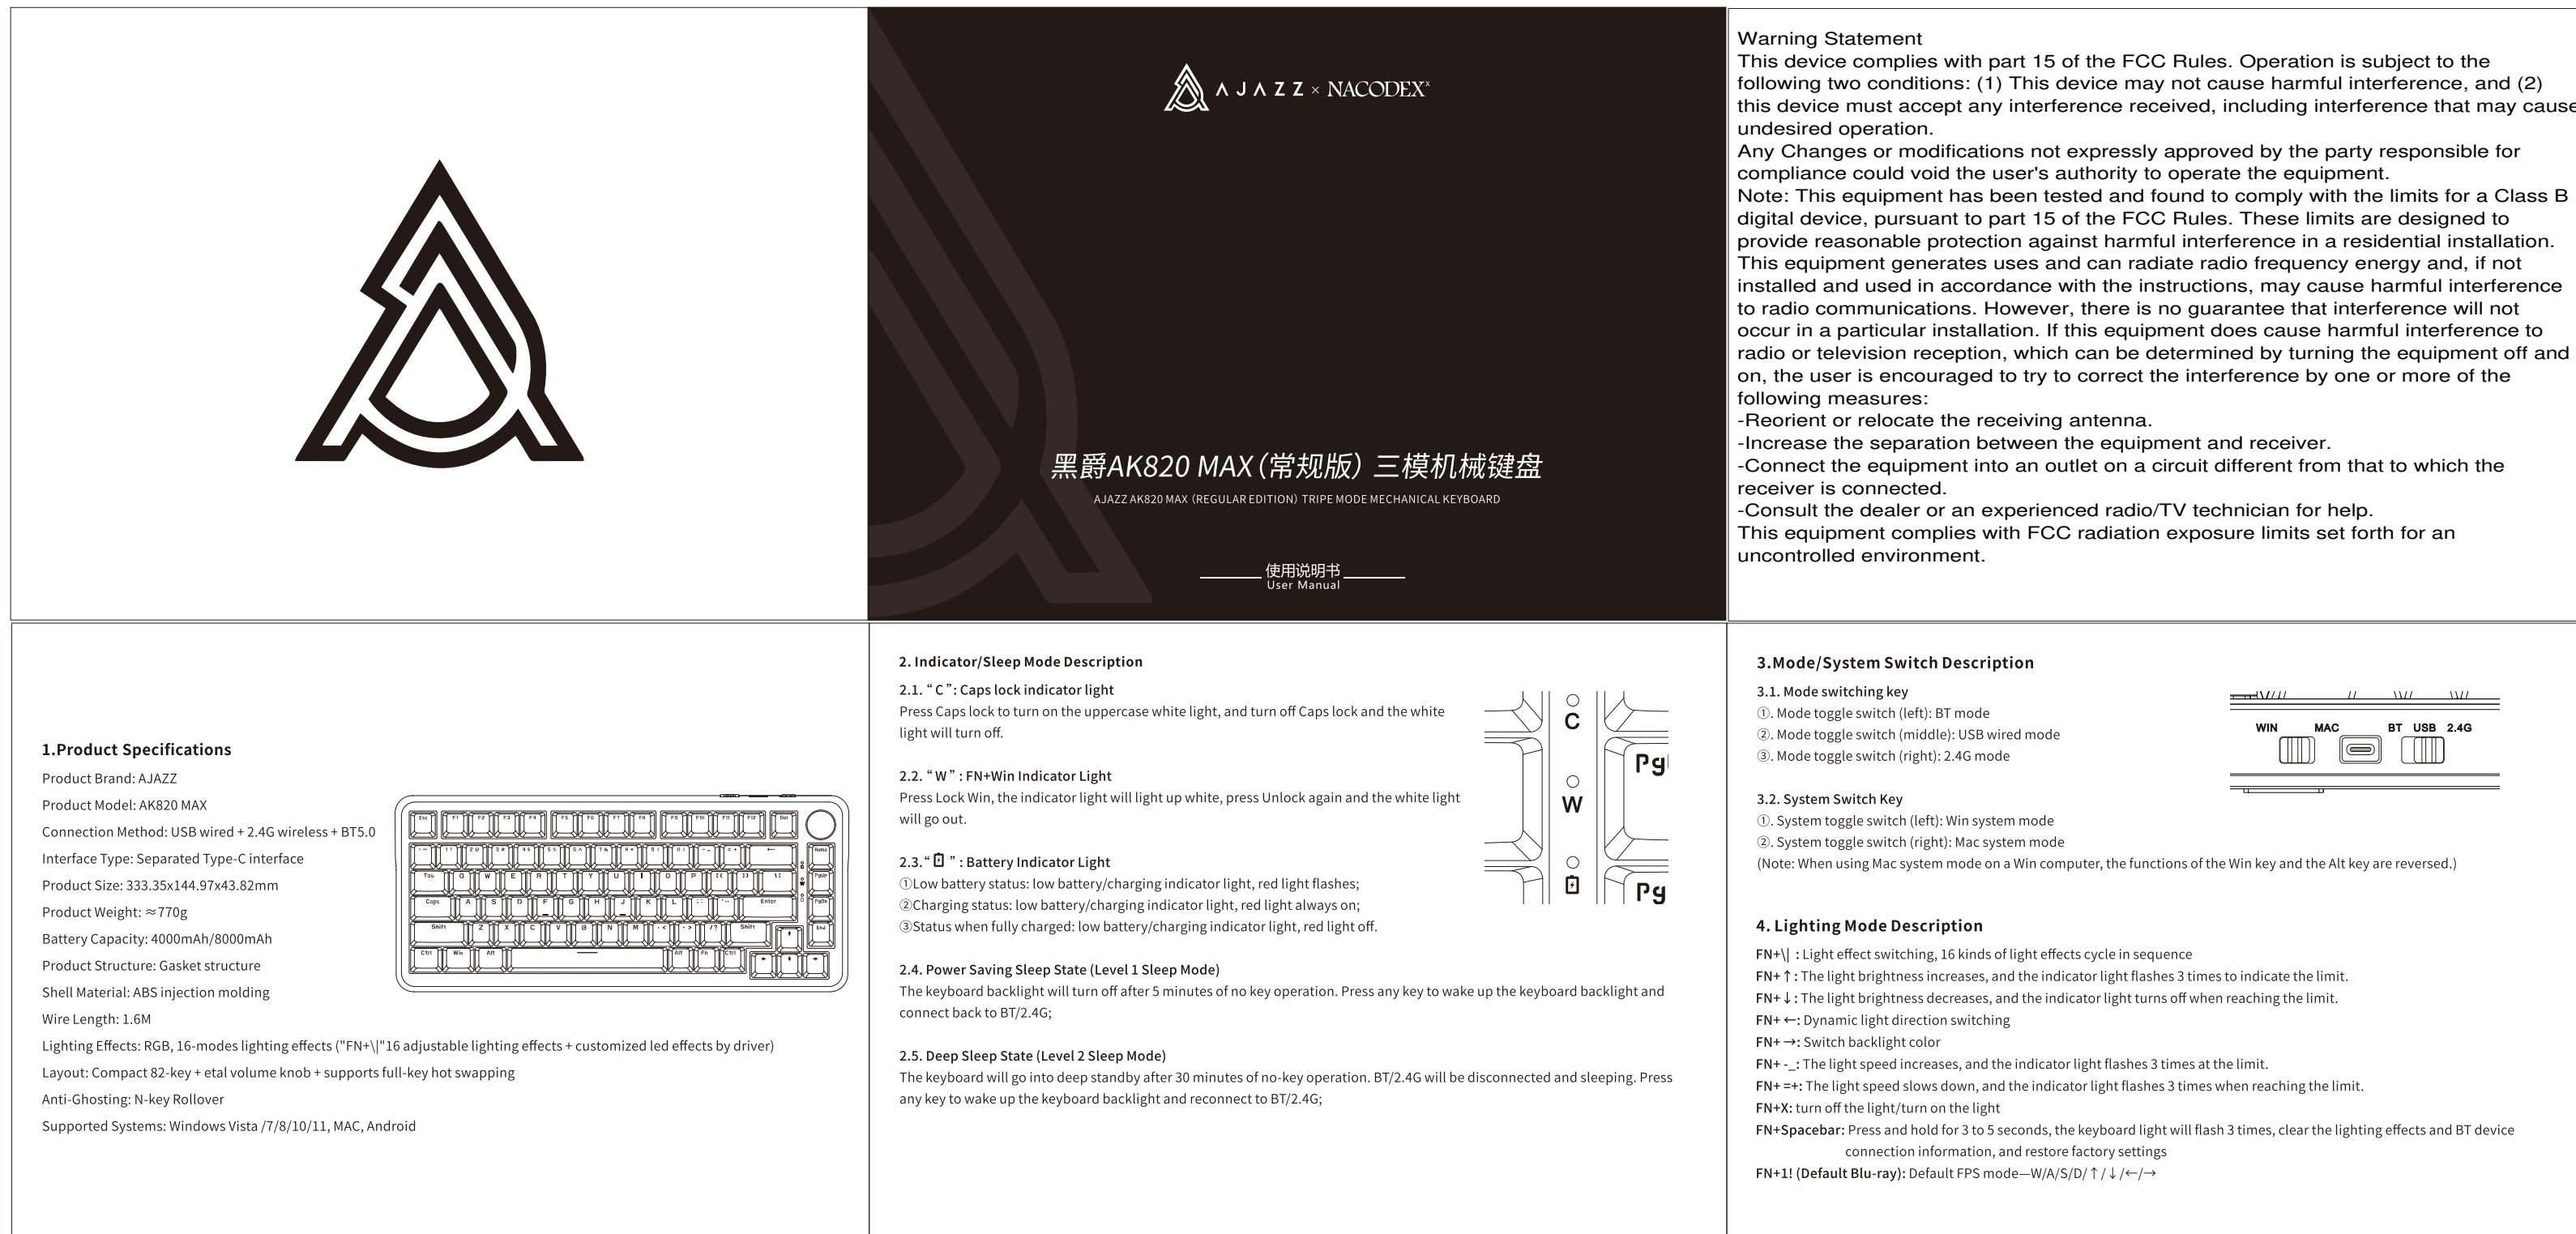 AJAZZ × NACODEX
黑爵AK820 MAX（常规版）三模机械键盘
AJAZZ AK820 MAX （REGULAR EDITION）TRIPE MODE MECHANICAL KEYBOARD
使用说明书
User Manual
Warning Statement
This device complies with part 15 of the FCC Rules. Operation is subject to the
following two conditions: (1) This device may not cause harmful interference, and (2)
this device must accept any interference received, including interference that may cause
undesired operation.
Any Changes or modifications not expressly approved by the party responsible for
compliance could void the user's authority to operate the equipment.
Note: This equipment has been tested and found to comply with the limits for a Class B
digital device, pursuant to part 15 of the FCC Rules. These limits are designed to
provide reasonable protection against harmful interference in a residential installation.
This equipment generates uses and can radiate radio frequency energy and, if not
installed and used in accordance with the instructions, may cause harmful interference
to radio communications. However, there is no guarantee that interference will not
occur in a particular installation. If this equipment does cause harmful interference to
radio or television reception, which can be determined by turning the equipment off and
on, the user is encouraged to try to correct the interference by one or more of the
following measures:
-Reorient or relocate the receiving antenna.
-Increase the separation between the equipment and receiver.
-Connect the equipment into an outlet on a circuit different from that to which the
receiver is connected.
-Consult the dealer or an experienced radio/TV technician for help.
This equipment complies with FCC radiation exposure limits set forth for an
uncontrolled environment.
1.Product Specifications
Product Brand: AJAZZ
Product Model: AK820 MAX
Connection Method: USB wired + 2.4G wireless + BT5.0
Interface Type: Separated Type-C interface
Product Size: 333.35x144.97x43.82mm
Product Weight: ≈770g
Battery Capacity: 4000mAh/8000mAh
Product Structure: Gasket structure
Shell Material: ABS injection molding
Wire Length: 1.6M
Lighting Effects: RGB, 16-modes lighting effects ("FN+\|"16 adjustable lighting effects + customized led effects by driver)
Layout: Compact 82-key + etal volume knob + supports full-key hot swapping
Anti-Ghosting: N-key Rollover
Supported Systems: Windows Vista /7/8/10/11, MAC, Android
Esc F1 F2 F3 F4 F5 F6 F7 F8 F9 F10 F11 F12 Del
Home
Tab Q W E R T Y U I O P PgUp
Caps A S D F G H J K L Enter PgDn
Shift Z X C V B N M Shift End
Ctrl Win Alt Alt Fn Ctrl
2. Indicator/Sleep Mode Description
2.1. “ C ”: Caps lock indicator light
Press Caps lock to turn on the uppercase white light, and turn off Caps lock and the white
light will turn off.
2.2. “ W ” : FN+Win Indicator Light
Press Lock Win, the indicator light will light up white, press Unlock again and the white light
will go out.
2.3.“ ” : Battery Indicator Light
①Low battery status: low battery/charging indicator light, red light flashes;
②Charging status: low battery/charging indicator light, red light always on;
③Status when fully charged: low battery/charging indicator light, red light off.
2.4. Power Saving Sleep State (Level 1 Sleep Mode)
The keyboard backlight will turn off after 5 minutes of no key operation. Press any key to wake up the keyboard backlight and
connect back to BT/2.4G;
2.5. Deep Sleep State (Level 2 Sleep Mode)
The keyboard will go into deep standby after 30 minutes of no-key operation. BT/2.4G will be disconnected and sleeping. Press
any key to wake up the keyboard backlight and reconnect to BT/2.4G;
C
Pg
W
Pg
3.Mode/System Switch Description
3.1. Mode switching key
①. Mode toggle switch (left): BT mode
②. Mode toggle switch (middle): USB wired mode
③. Mode toggle switch (right): 2.4G mode
WIN MAC BT USB 2.4G
3.2. System Switch Key
①. System toggle switch (left): Win system mode
②. System toggle switch (right): Mac system mode
(Note: When using Mac system mode on a Win computer, the functions of the Win key and the Alt key are reversed.)
4. Lighting Mode Description
FN+\| : Light effect switching, 16 kinds of light effects cycle in sequence
FN+ ↑ : The light brightness increases, and the indicator light flashes 3 times to indicate the limit.
FN+ ↓ : The light brightness decreases, and the indicator light turns off when reaching the limit.
FN+ ←: Dynamic light direction switching
FN+ →: Switch backlight color
FN+ -_: The light speed increases, and the indicator light flashes 3 times at the limit.
FN+ =+: The light speed slows down, and the indicator light flashes 3 times when reaching the limit.
FN+X: turn off the light/turn on the light
FN+Spacebar: Press and hold for 3 to 5 seconds, the keyboard light will flash 3 times, clear the lighting effects and BT device
connection information, and restore factory settings
FN+1! (Default Blu-ray): Default FPS mode—W/A/S/D/ ↑ / ↓ /←/→